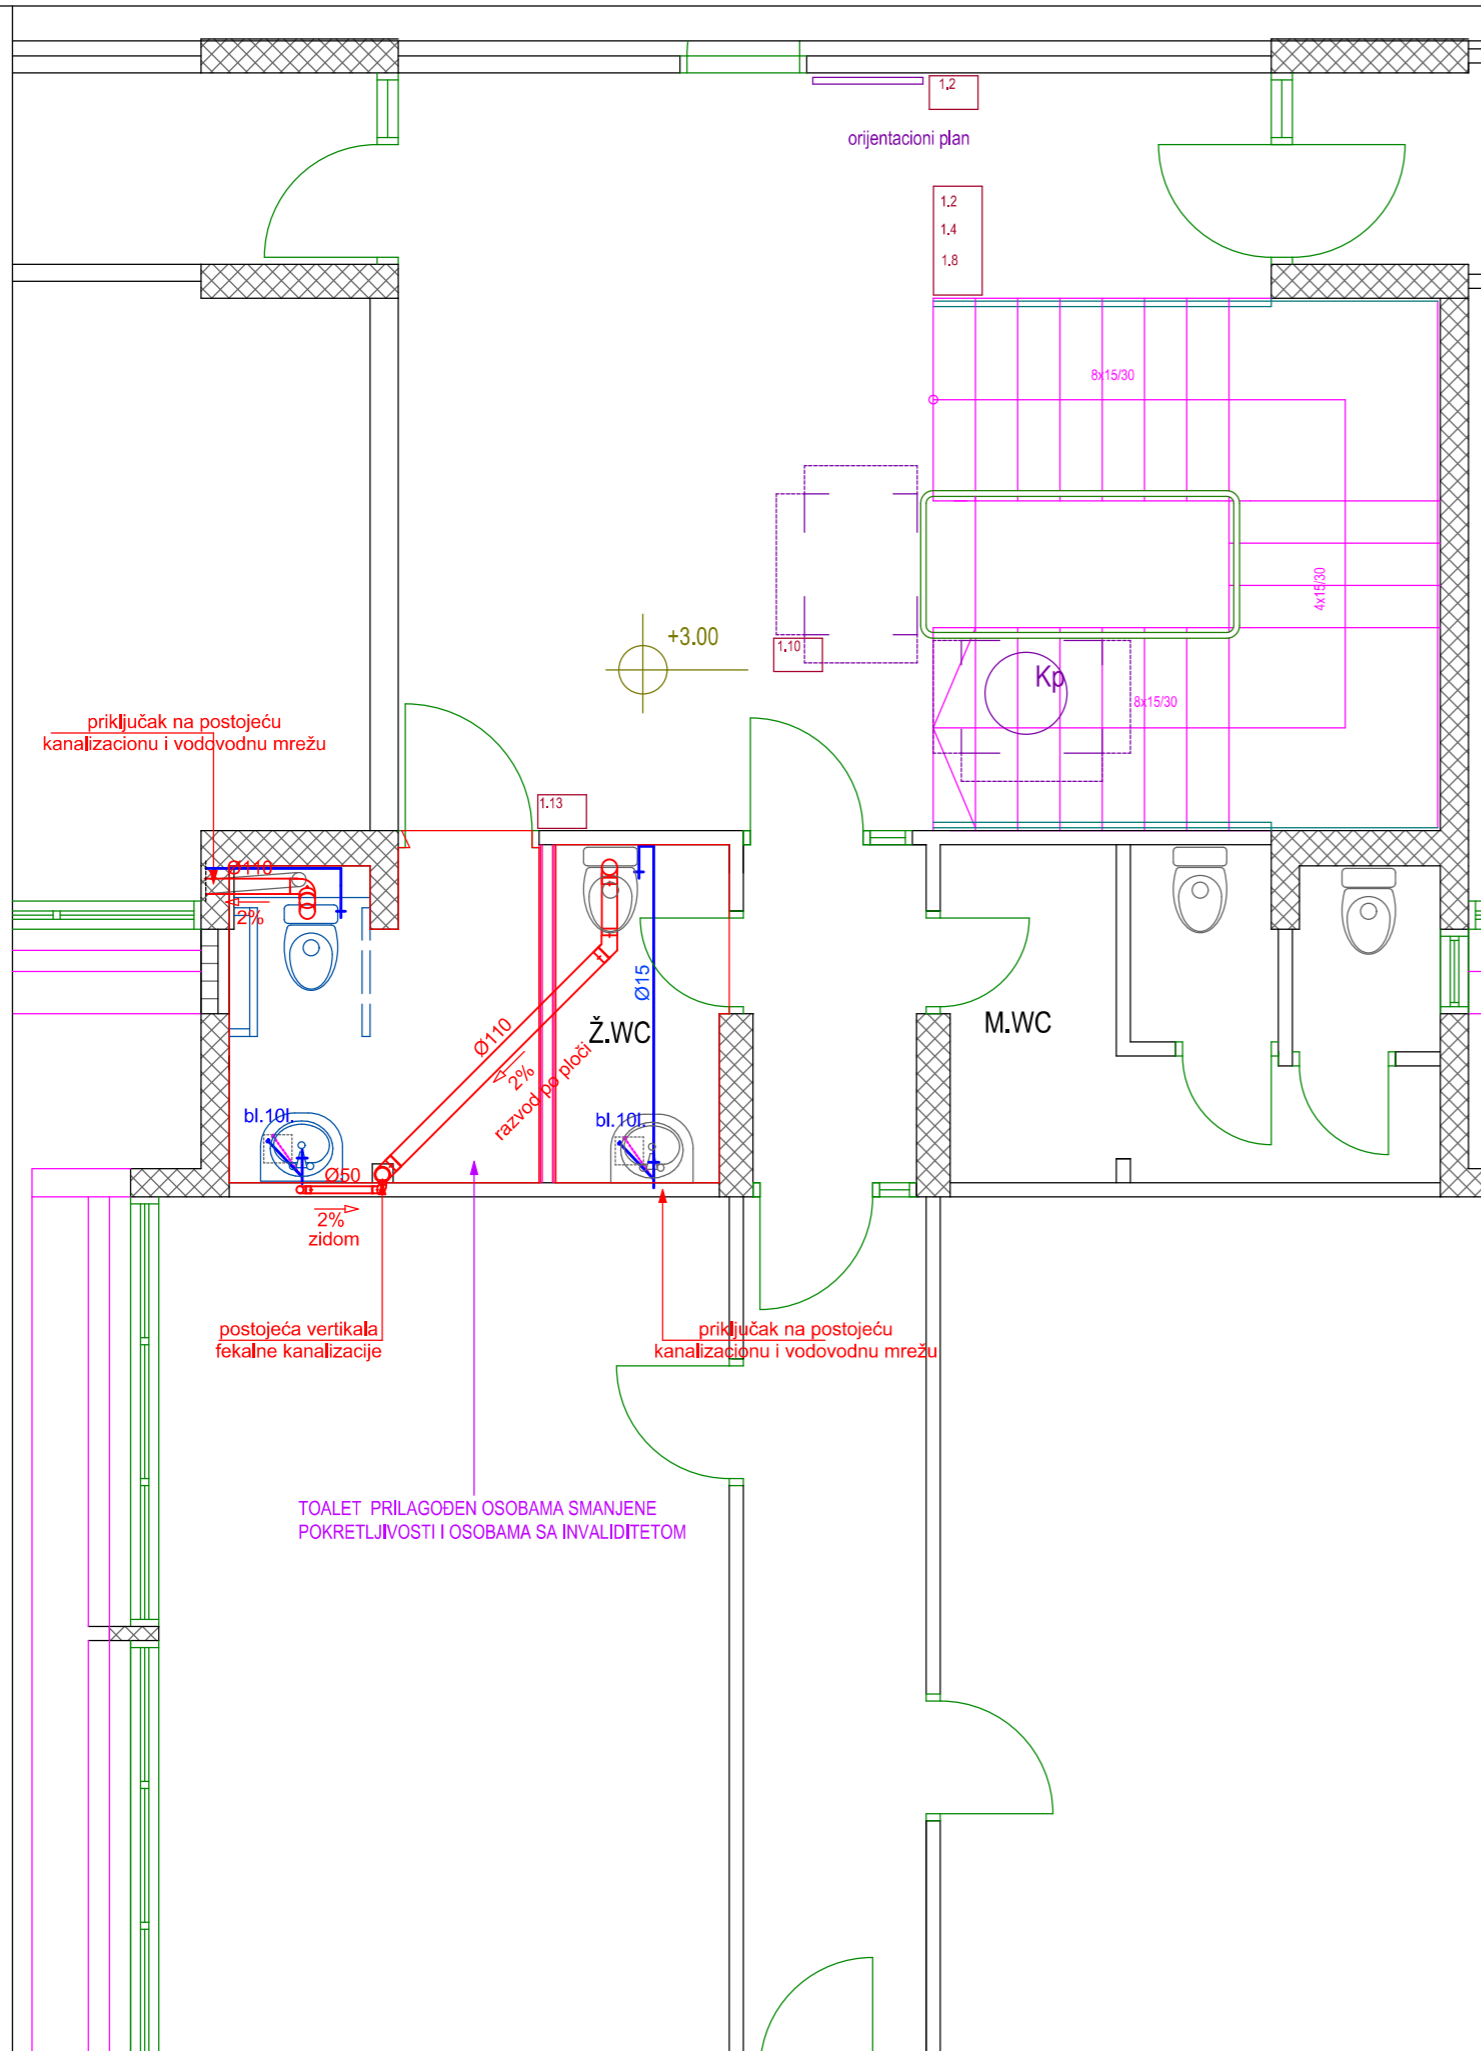 1.2
orijentacioni plan
1.2
1.4
1.8
8x15/30
4x15/30
+3.00
1.10
Kp
8x15/30
priključak na postojeću
kanalizacionu i vodovodnu mrežu
1.13
Ø110
2%
Ø15
Ž.WC
M.WC
Ø110
2%
razvod po ploči
bl.10l.
bl.10l.
Ø50
2%
zidom
postojeća vertikala
fekalne kanalizacije
priključak na postojeću
kanalizacionu i vodovodnu mrežu
TOALET PRILAGOĐEN OSOBAMA SMANJENE
POKRETLJIVOSTI I OSOBAMA SA INVALIDITETOM